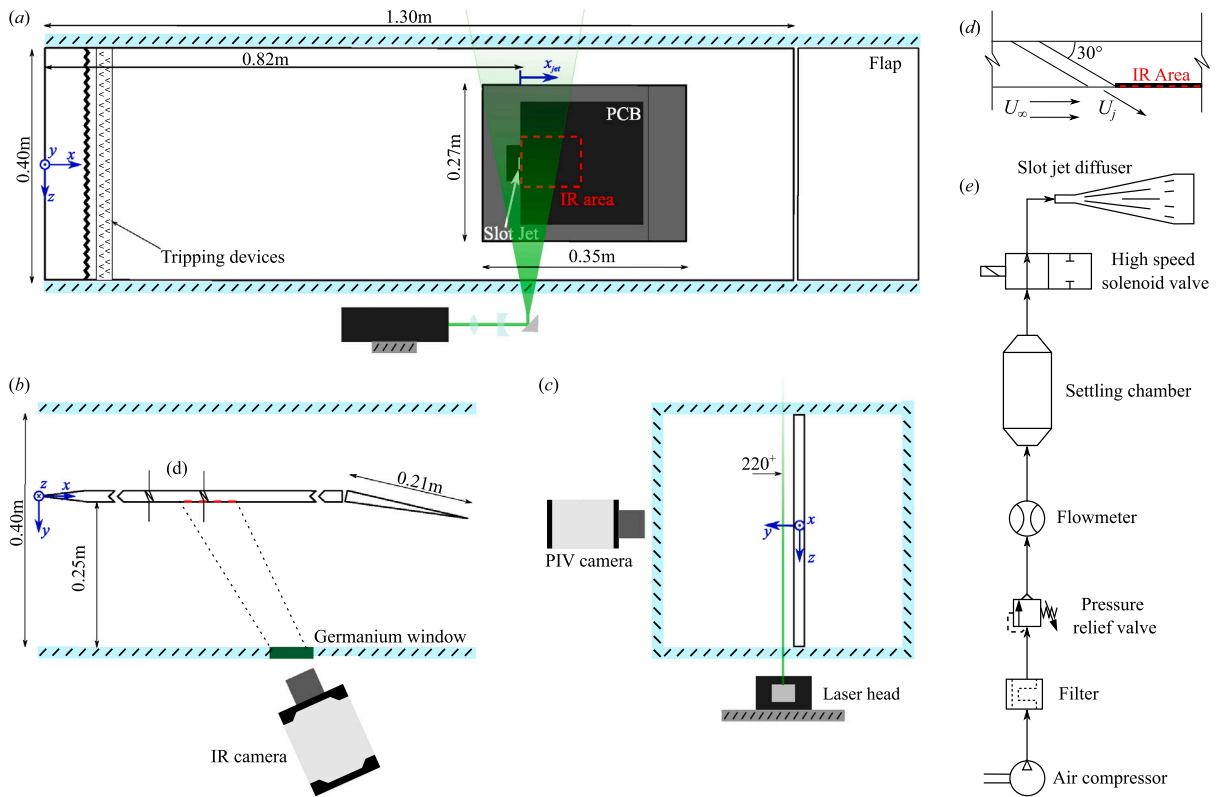 (a)
1.30m
0.82m
x_jet
Flap
PCB
0.40m
y
x
z
0.27m
IR area
Slot Jet
Tripping devices
0.35m
(b)
(d)
0.21m
z
x
y
0.40m
0.25m
Germanium window
IR camera
(c)
220+
PIV camera
y
x
z
Laser head
(d)
30°
IR Area
U∞
U_j
(e)
Slot jet diffuser
High speed
solenoid valve
Settling chamber
Flowmeter
Pressure
relief valve
Filter
Air compressor